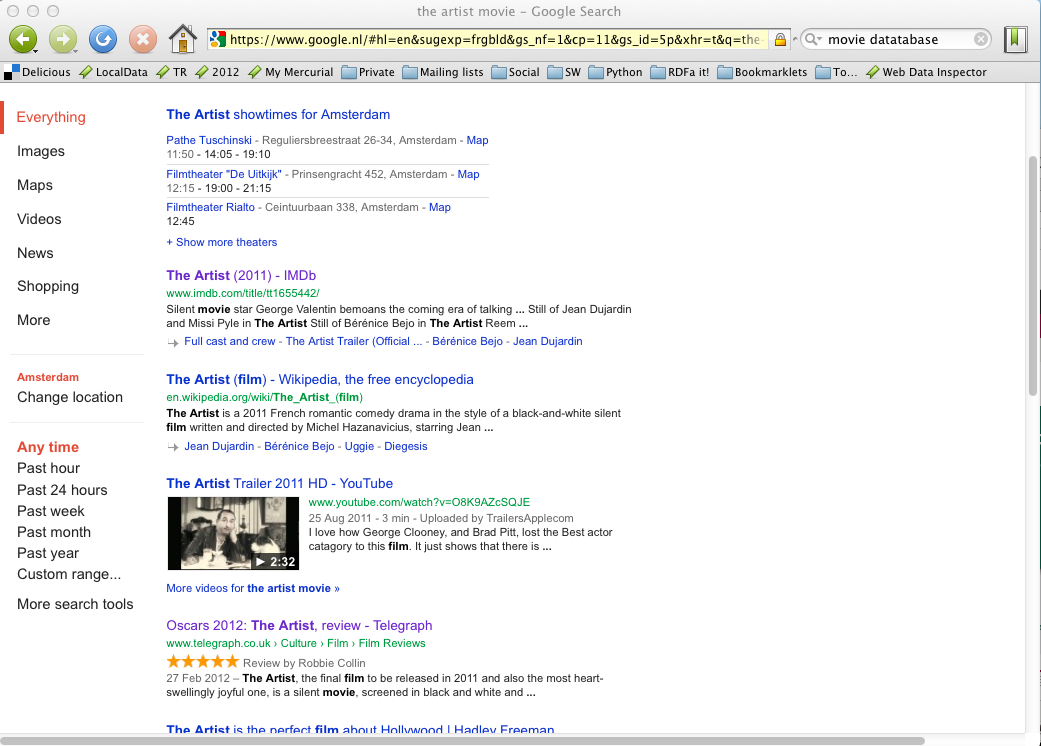 the artist movie – Google Search
https://www.google.nl/#hl=en&sugexp=frgbld&gs_nf=1&cp=11&gs_id=5p&xhr=t&q=the-
movie datatabase
Delicious LocalData TR 2012 My Mercurial Private Mailing lists Social SW Python RDFa it! Bookmarklets To... Web Data Inspector
Everything
Images
Maps
Videos
News
Shopping
More
Amsterdam
Change location
Any time
Past hour
Past 24 hours
Past week
Past month
Past year
Custom range...
More search tools
The Artist showtimes for Amsterdam
Pathe Tuschinski - Reguliersbreestraat 26-34, Amsterdam - Map
11:50 - 14:05 - 19:10
Filmtheater "De Uitkijk" - Prinsengracht 452, Amsterdam - Map
12:15 - 19:00 - 21:15
Filmtheater Rialto - Ceintuurbaan 338, Amsterdam - Map
12:45
+ Show more theaters
The Artist (2011) - IMDb
www.imdb.com/title/tt1655442/
Silent movie star George Valentin bemoans the coming era of talking ... Still of Jean Dujardin
and Missi Pyle in The Artist Still of Bérénice Bejo in The Artist Reem ...
Full cast and crew - The Artist Trailer (Official ... - Bérénice Bejo - Jean Dujardin
The Artist (film) - Wikipedia, the free encyclopedia
en.wikipedia.org/wiki/The_Artist_(film)
The Artist is a 2011 French romantic comedy drama in the style of a black-and-white silent
film written and directed by Michel Hazanavicius, starring Jean ...
Jean Dujardin - Bérénice Bejo - Uggie - Diegesis
The Artist Trailer 2011 HD - YouTube
www.youtube.com/watch?v=O8K9AZcSQJE
25 Aug 2011 - 3 min - Uploaded by TrailersApplecom
I love how George Clooney, and Brad Pitt, lost the Best actor
catagory to this film. It just shows that there is ...
2:32
More videos for the artist movie »
Oscars 2012: The Artist, review - Telegraph
www.telegraph.co.uk › Culture › Film › Film Reviews
Review by Robbie Collin
27 Feb 2012 – The Artist, the final film to be released in 2011 and also the most heart-
swellingly joyful one, is a silent movie, screened in black and white and ...
The Artist is the perfect film about Hollywood | Hadley Freeman